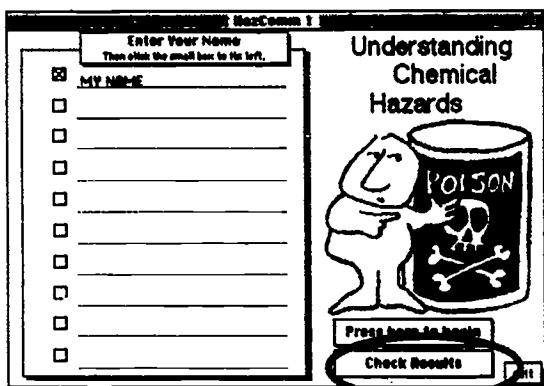 HazComm 1
Enter Your Name
Then click the small box to its left.
MY NAME
Understanding
Chemical
Hazards
POISON
Press here to begin
Check Results